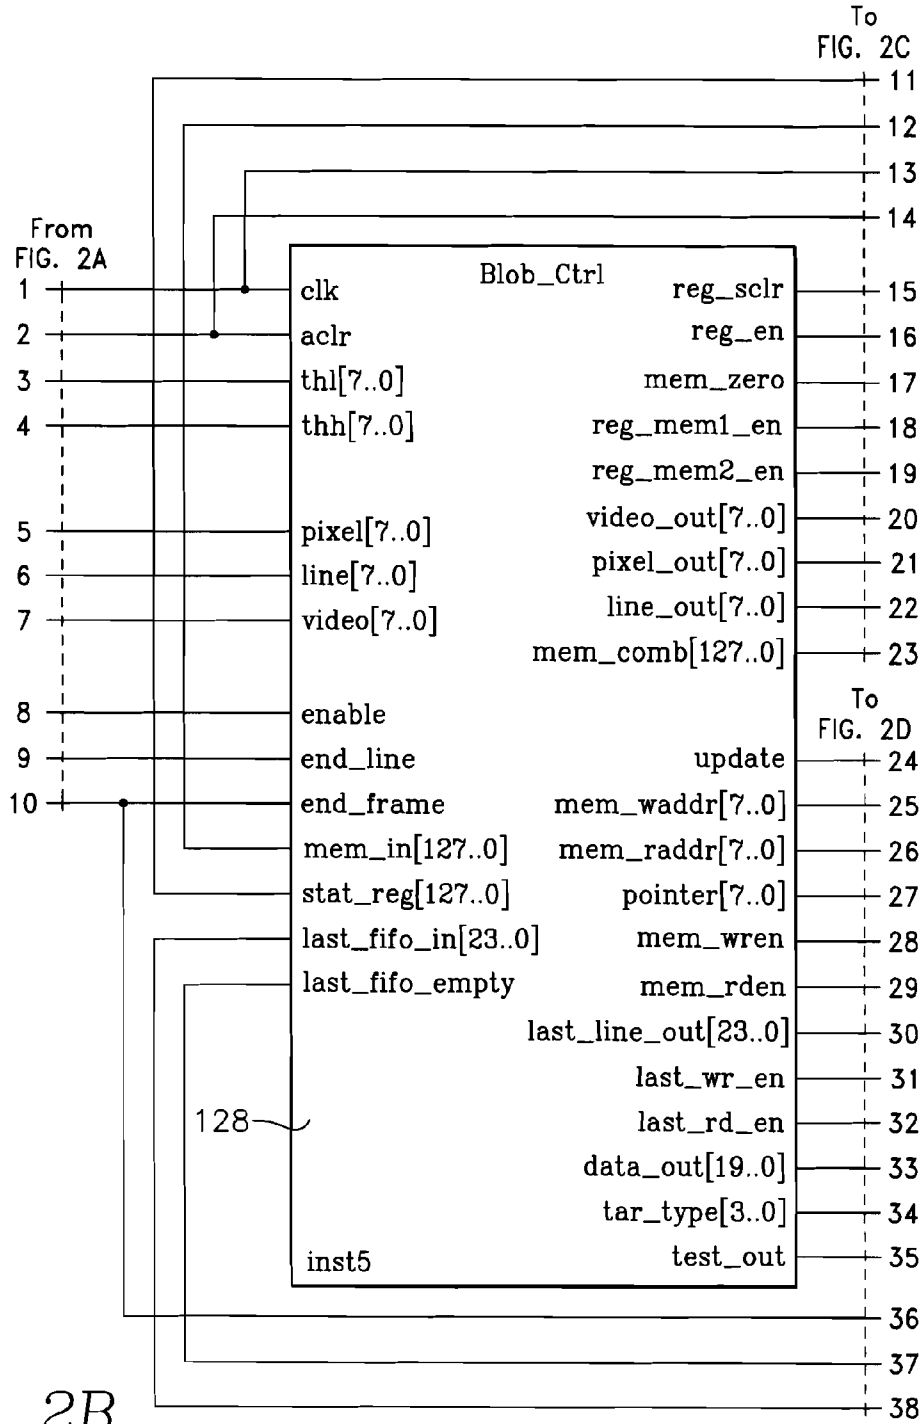 To
FIG. 2C
11
12
13
14
From
FIG. 2A
Blob_Ctrl
1 clk reg_sclr 15
2 aclr reg_en 16
3 thl[7..0] mem_zero 17
4 thh[7..0] reg_mem1_en 18
reg_mem2_en 19
5 pixel[7..0] video_out[7..0] 20
6 line[7..0] pixel_out[7..0] 21
7 video[7..0] line_out[7..0] 22
mem_comb[127..0] 23
To
FIG. 2D
8 enable
9 end_line update 24
10 end_frame mem_waddr[7..0] 25
mem_in[127..0] mem_raddr[7..0] 26
stat_reg[127..0] pointer[7..0] 27
last_fifo_in[23..0] mem_wren 28
last_fifo_empty mem_rden 29
last_line_out[23..0] 30
last_wr_en 31
128 last_rd_en 32
data_out[19..0] 33
tar_type[3..0] 34
inst5 test_out 35
36
37
38
2B